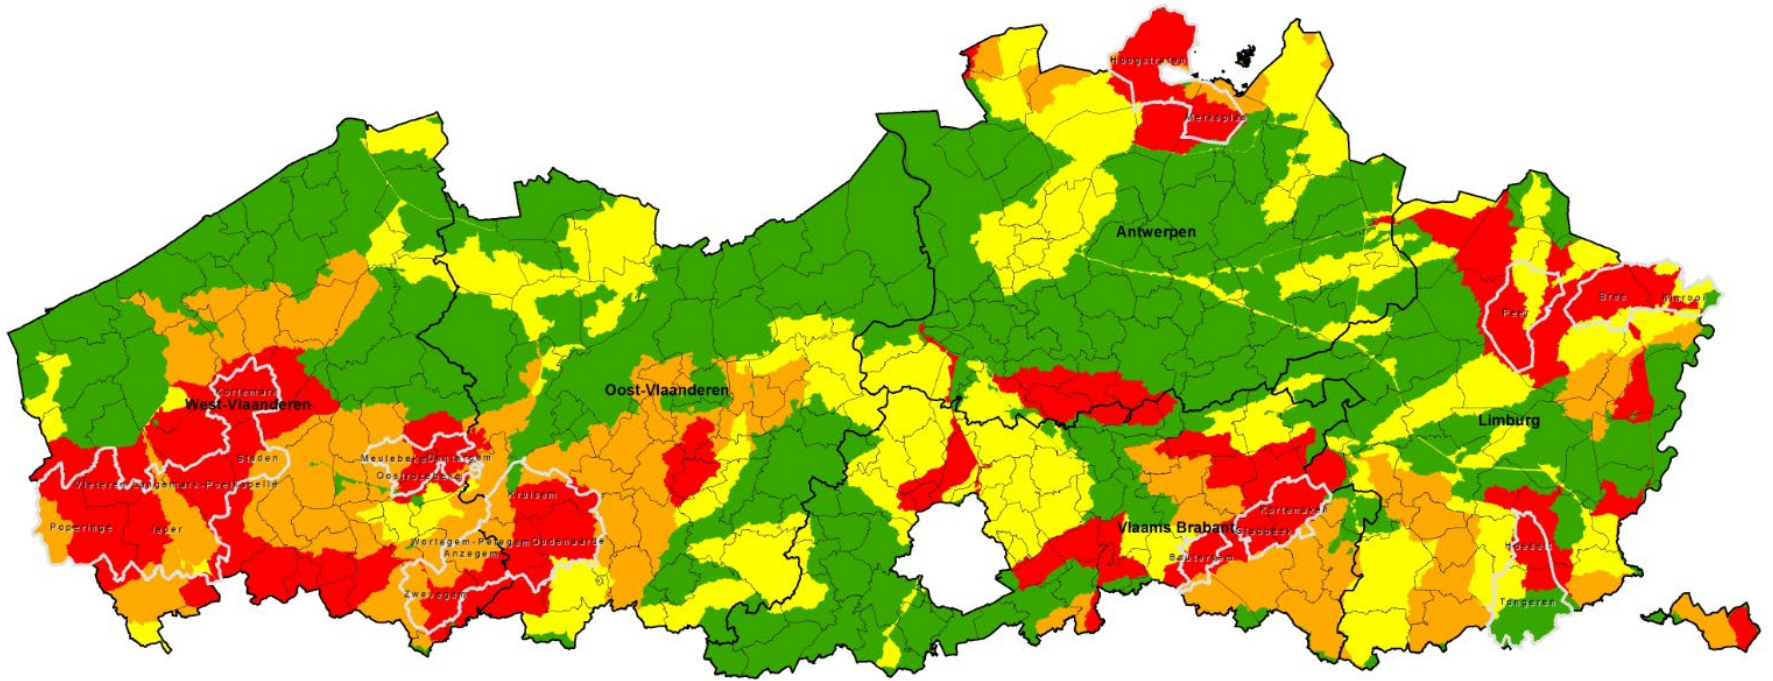 Hoogstraten
Merksplas
Antwerpen
Bree
Kinrooi
Peer
Kortemark
West-Vlaanderen
Oost-Vlaanderen
Limburg
Staden
Meulebeke
Dentergem
Oostrozebeke
Vleteren
Langemark-Poelkapelle
Kruisem
Kortenaken
Poperinge
Ieper
Vlaams Brabant
Glabbeek
Wortegem-Petegem
Oudenaarde
Anzegem
Hoeselt
Boutersem
Zwevegem
Tongeren